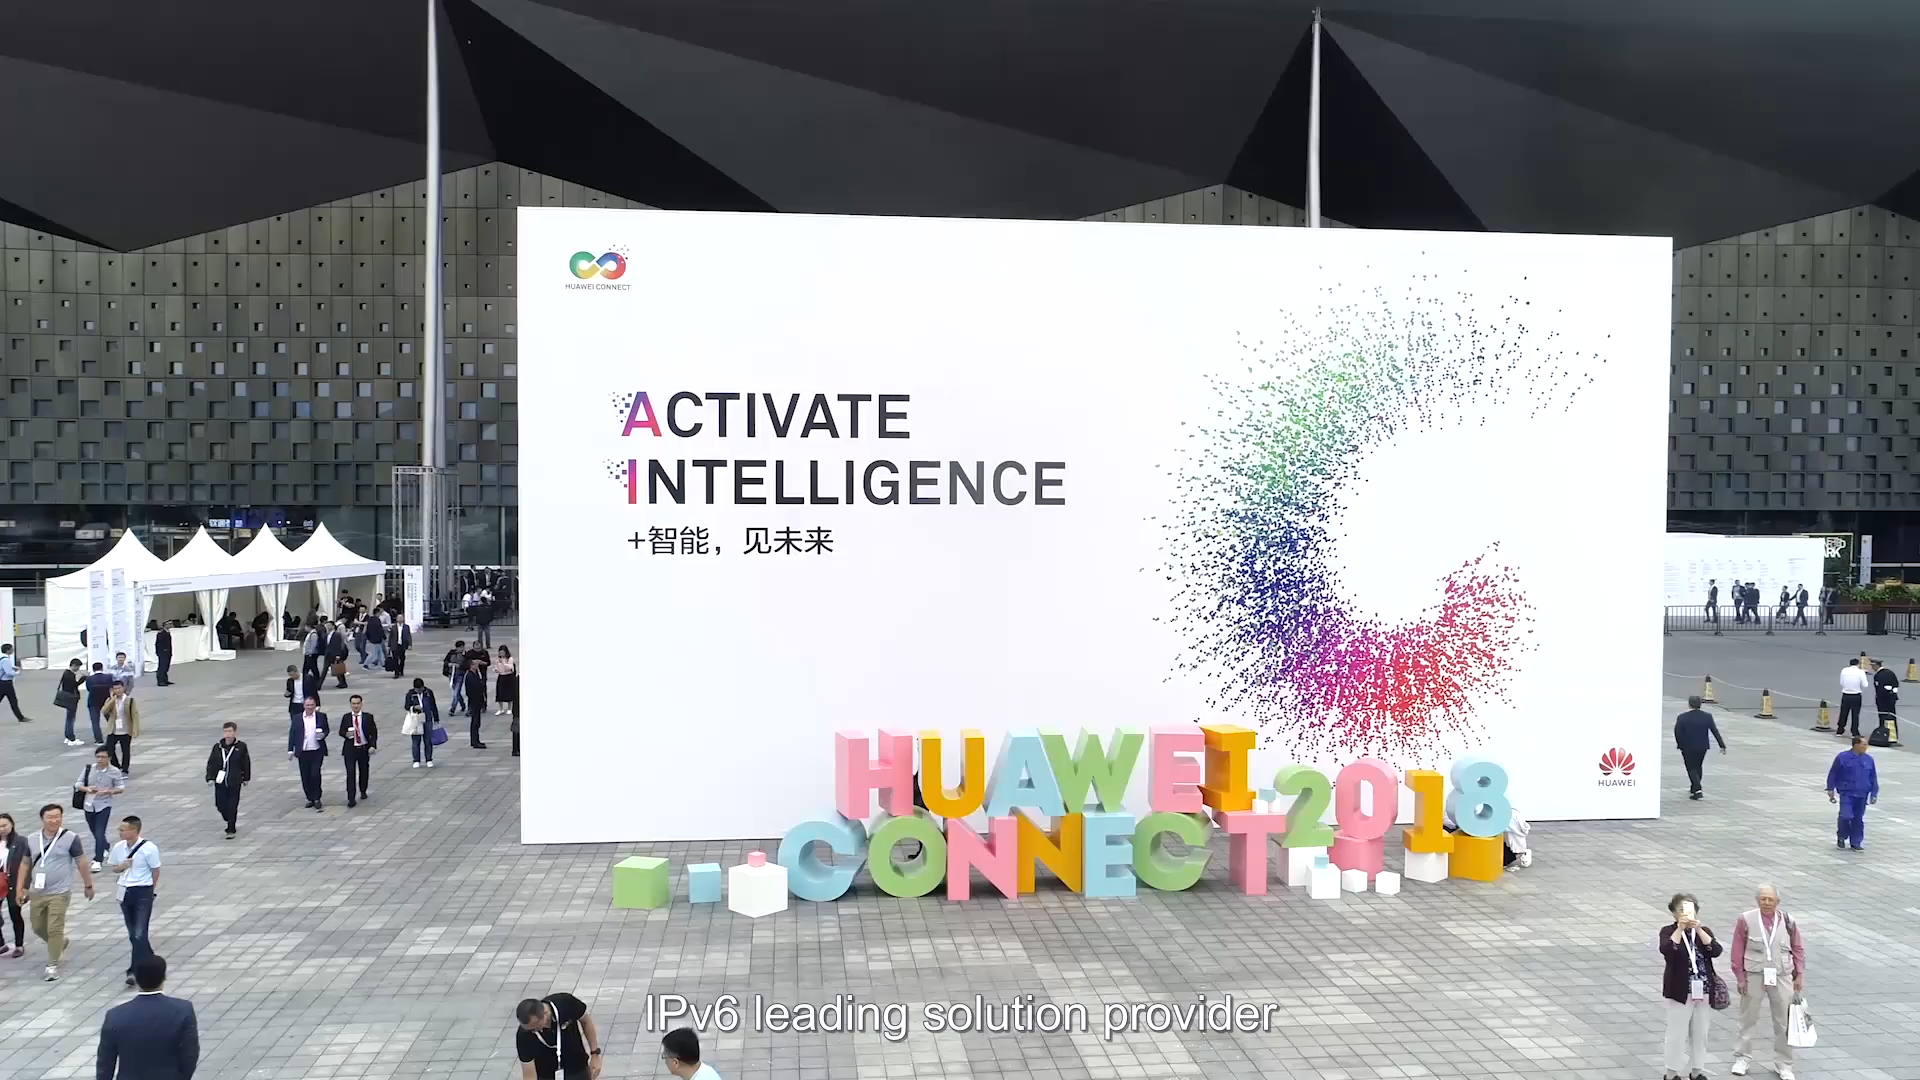 HUAWEI CONNECT
ACTIVATE
INTELLIGENCE
+智能，见未来
HUAWEI
HUAWEI
CONNECT 2018
IPv6 leading solution provider